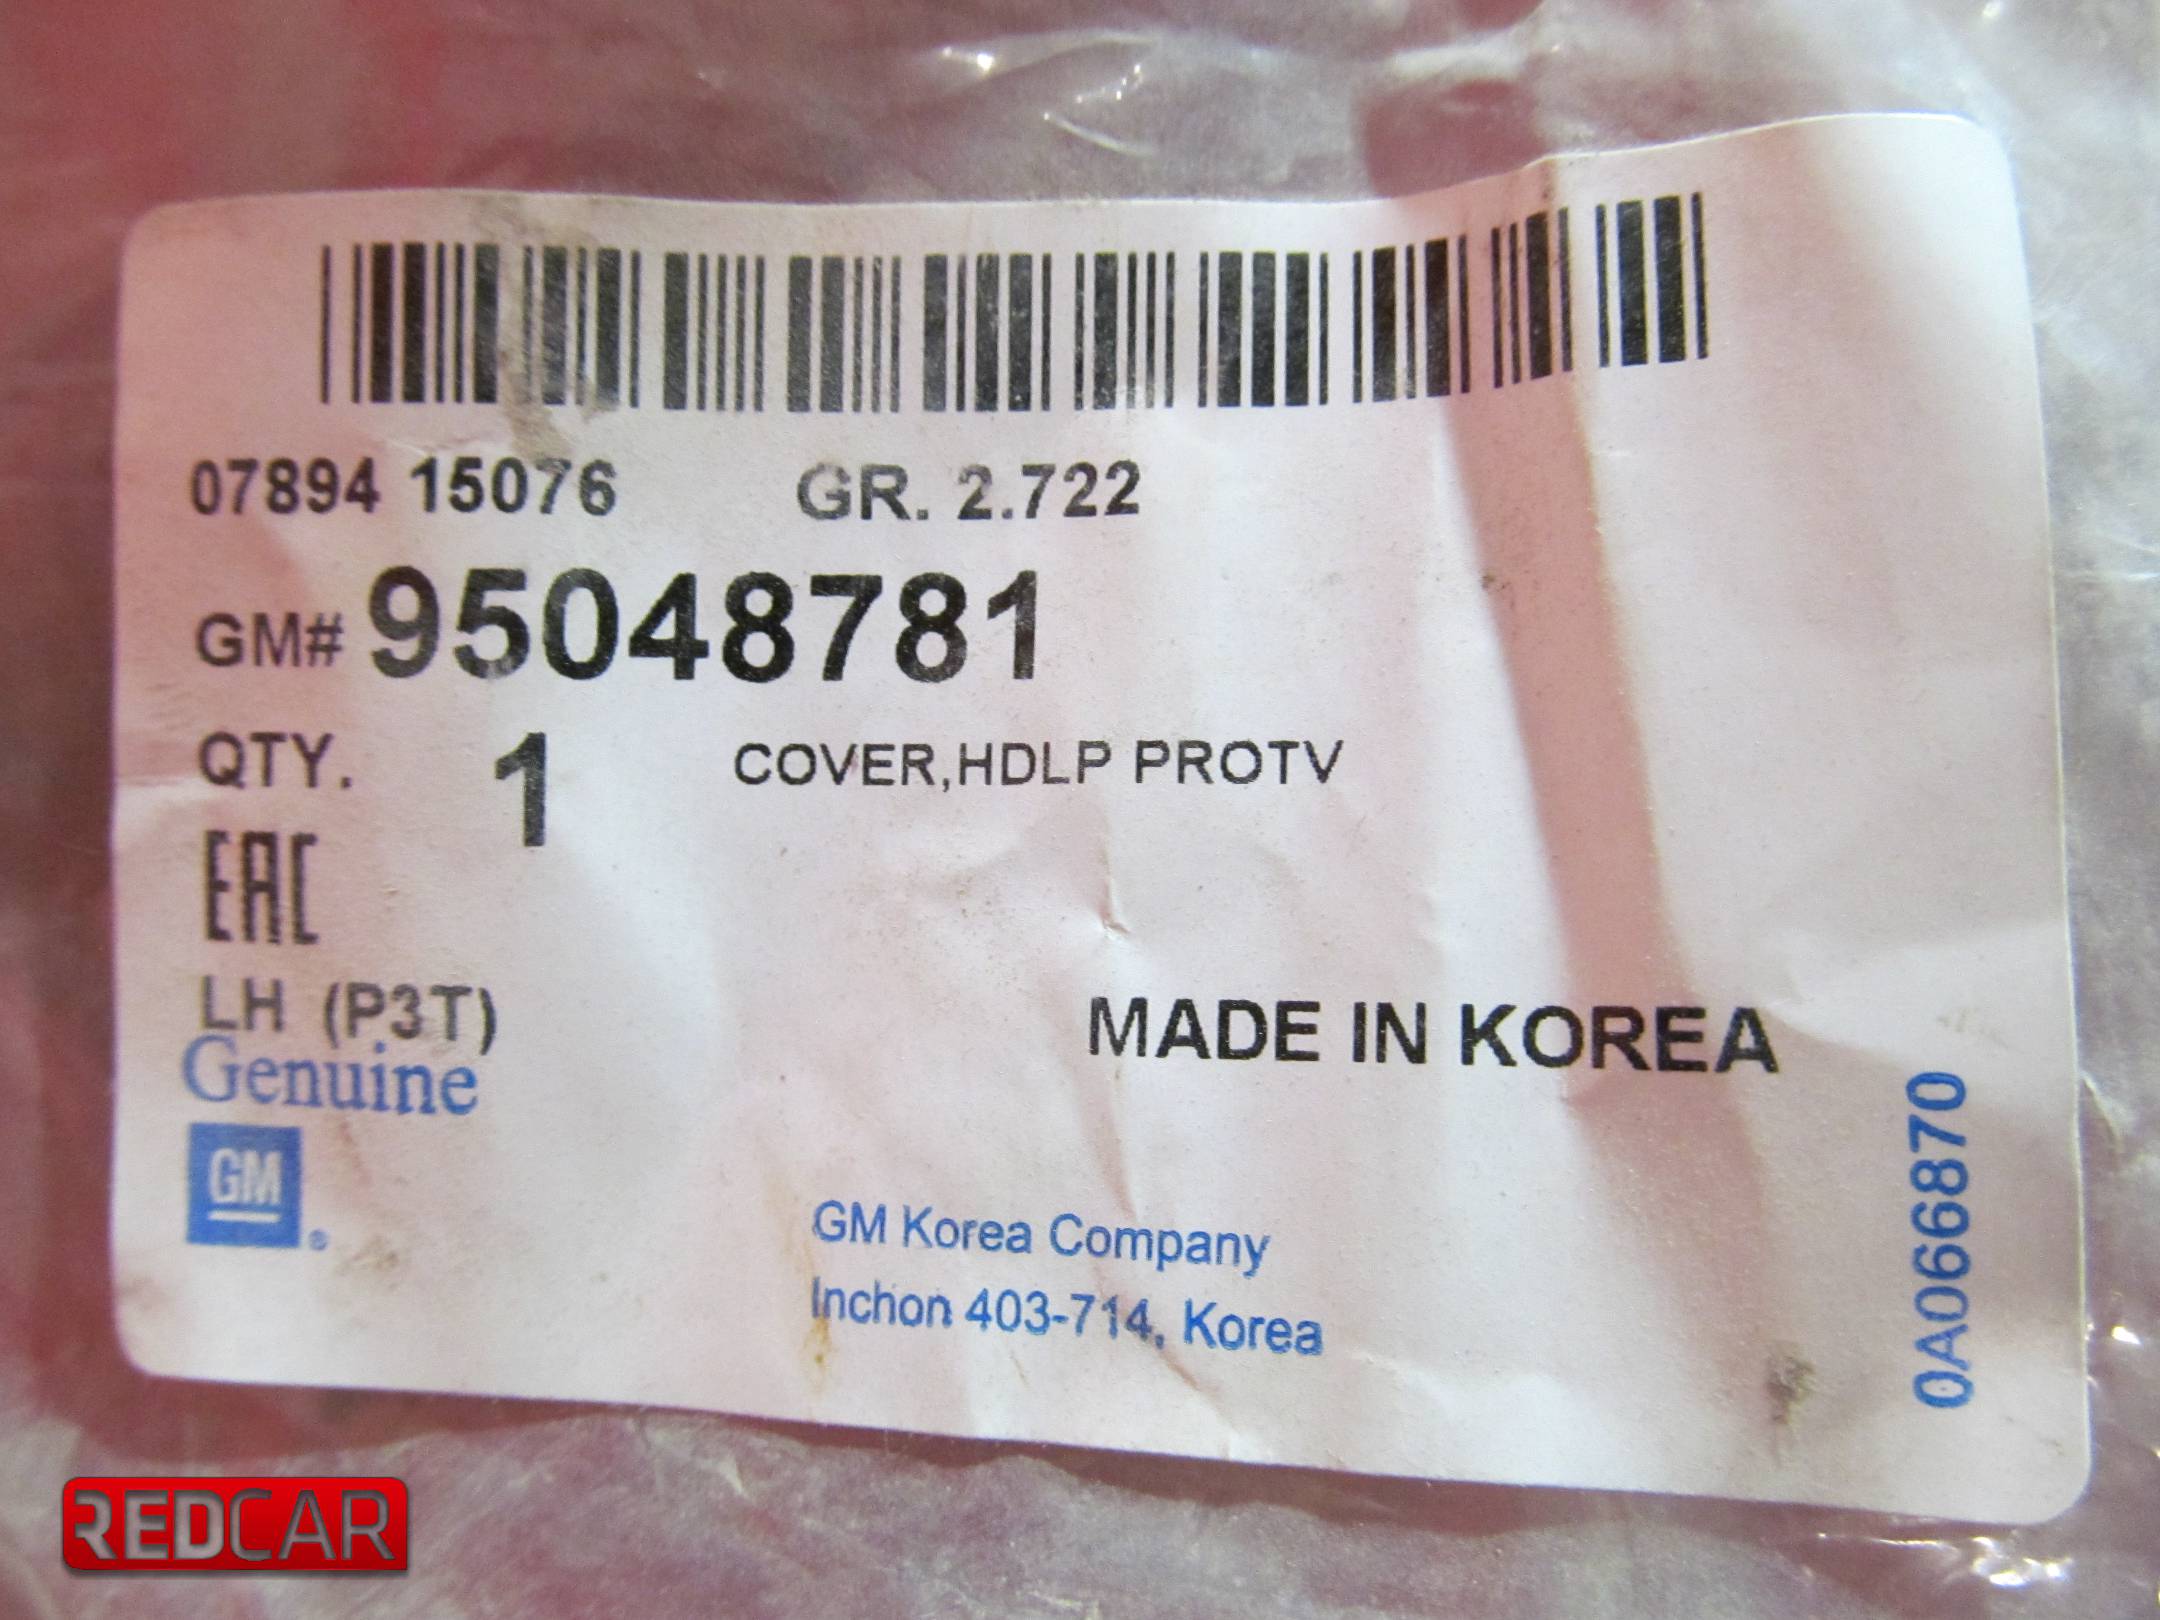 07894 15076 GR. 2.722
GM# 95048781
QTY. 1 COVER,HDLP PROTV
EAC
LH (P3T)
MADE IN KOREA
Genuine
GM ®
GM Korea Company
Inchon 403-714, Korea
0A066870
REDCAR